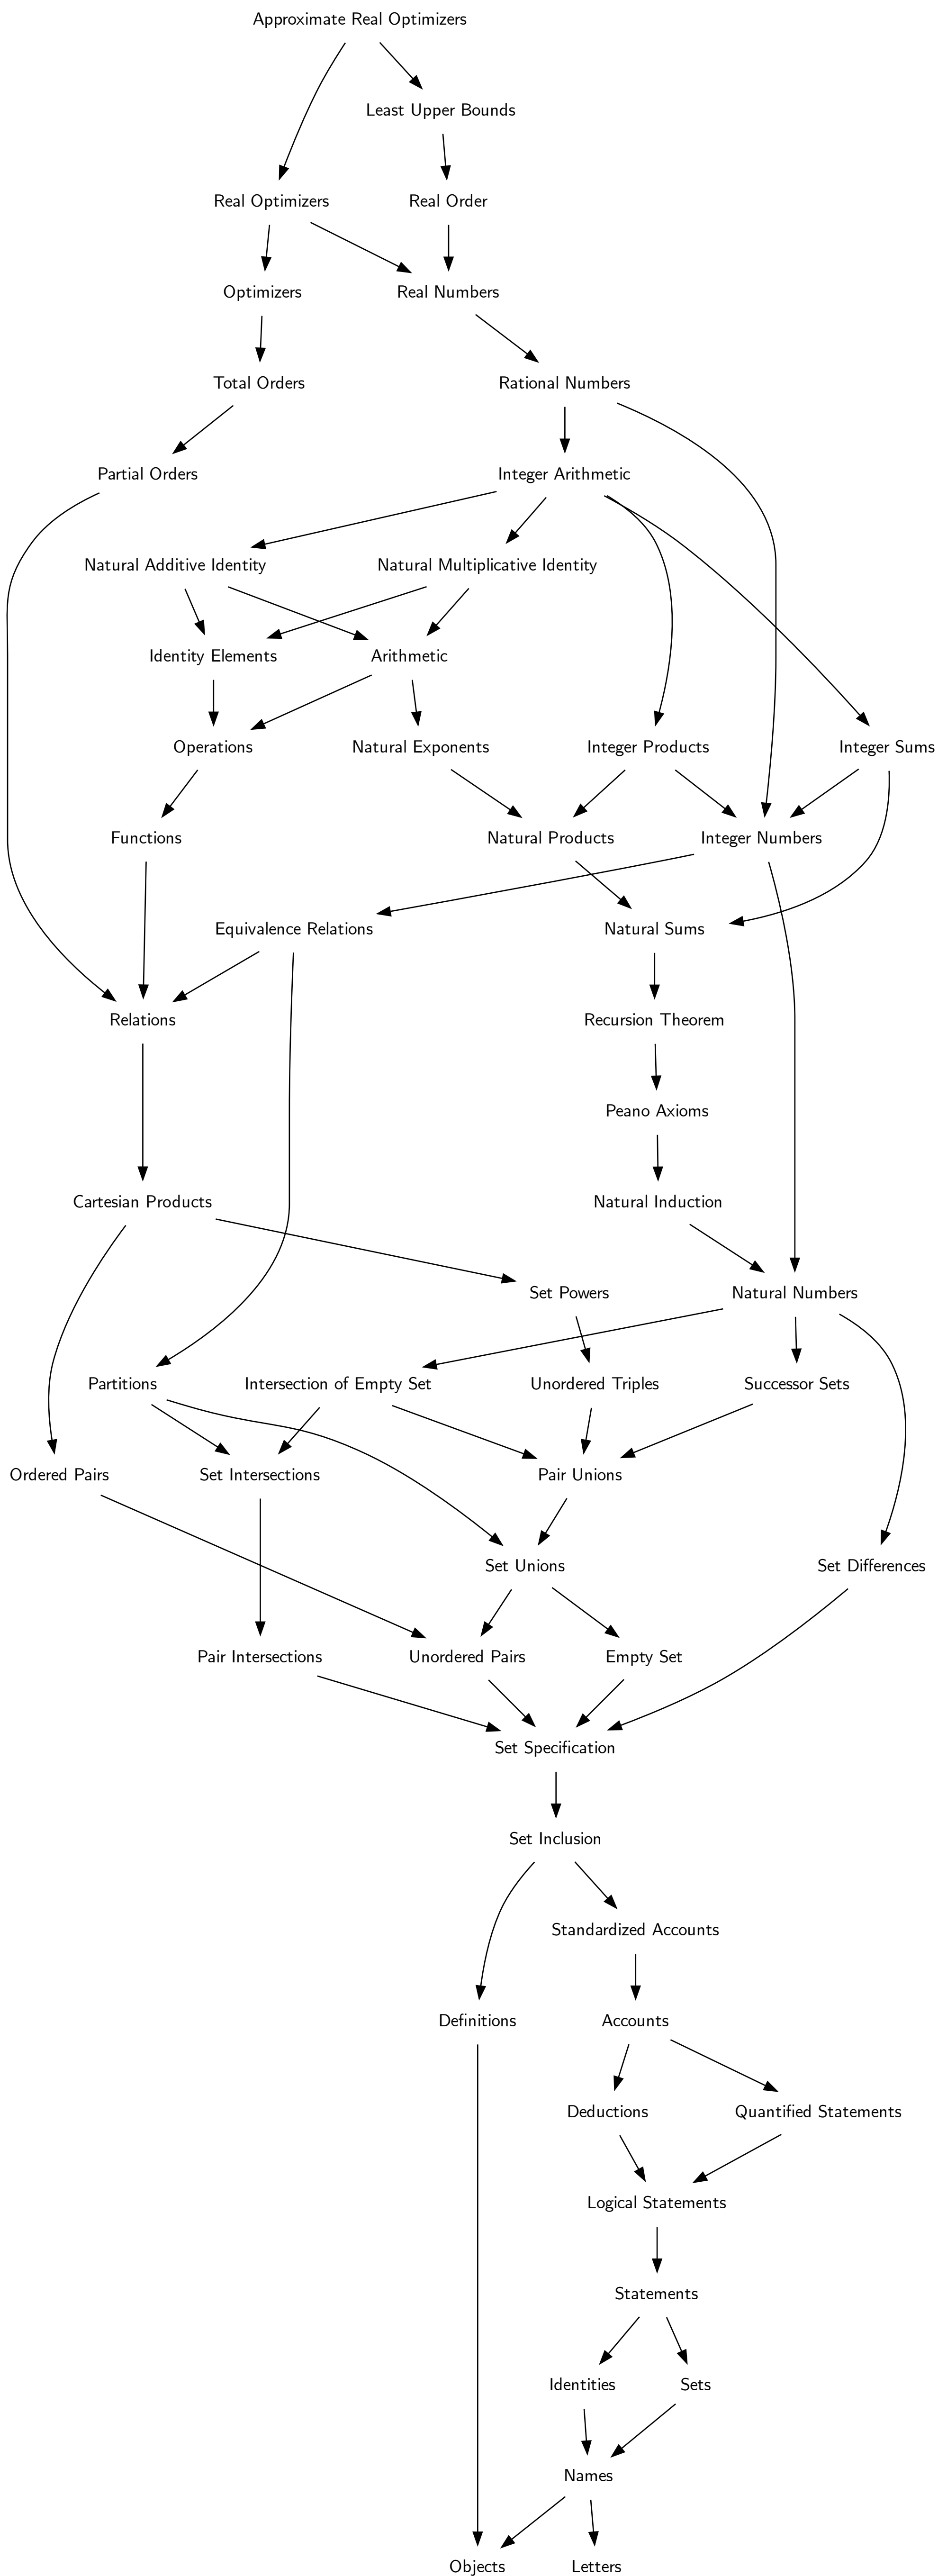 Approximate Real Optimizers
Least Upper Bounds
Real Optimizers
Real Order
Optimizers
Real Numbers
Total Orders
Rational Numbers
Partial Orders
Integer Arithmetic
Natural Additive Identity
Natural Multiplicative Identity
Identity Elements
Arithmetic
Operations
Natural Exponents
Integer Products
Integer Sums
Functions
Natural Products
Integer Numbers
Equivalence Relations
Natural Sums
Relations
Recursion Theorem
Peano Axioms
Cartesian Products
Natural Induction
Set Powers
Natural Numbers
Partitions
Intersection of Empty Set
Unordered Triples
Successor Sets
Ordered Pairs
Set Intersections
Pair Unions
Set Unions
Set Differences
Pair Intersections
Unordered Pairs
Empty Set
Set Specification
Set Inclusion
Standardized Accounts
Definitions
Accounts
Deductions
Quantified Statements
Logical Statements
Statements
Identities
Sets
Names
Objects
Letters